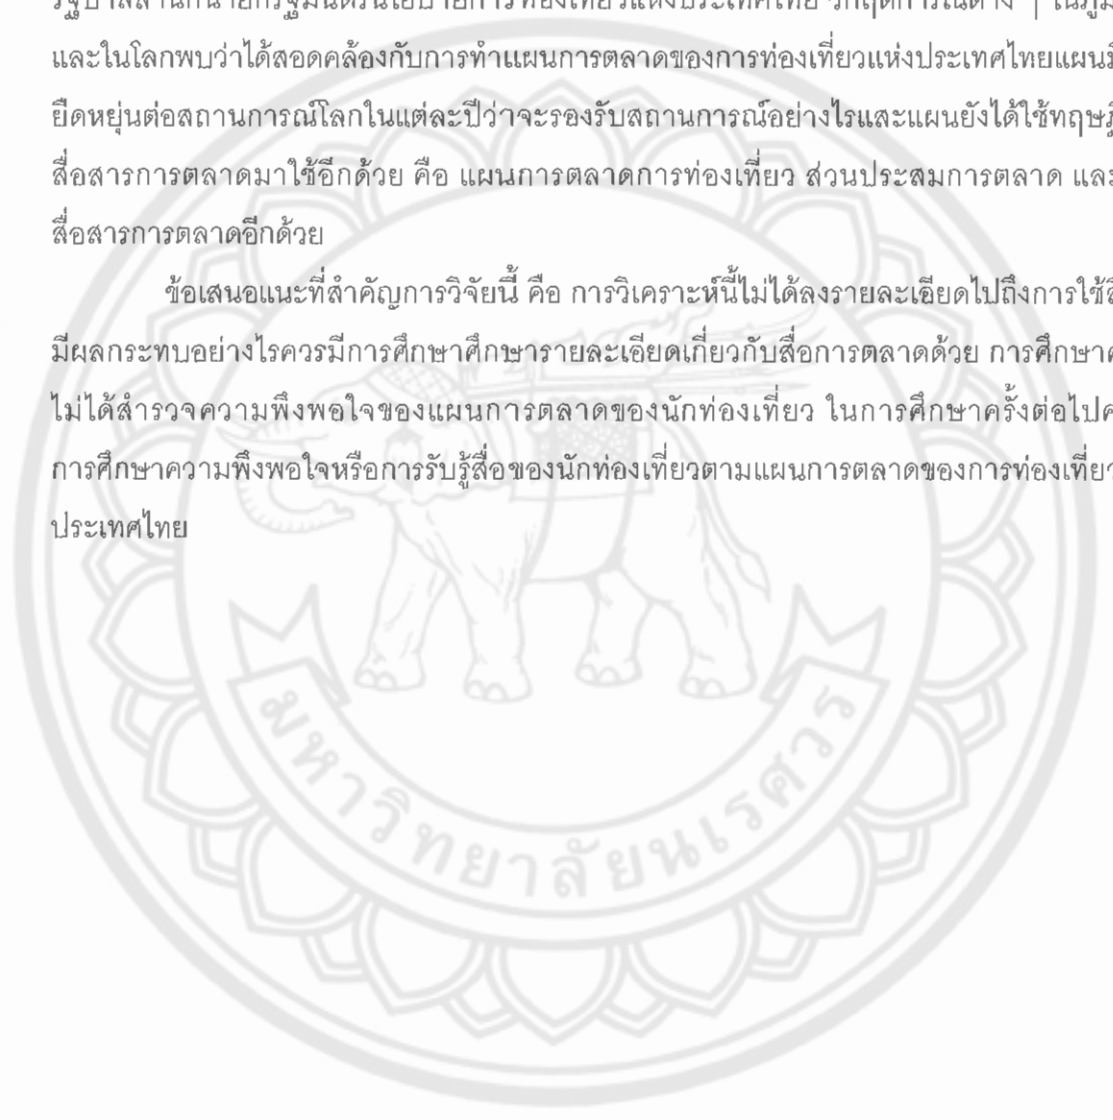 และในโลกพบว่าได้สอดคล้องกับการทำแผนการตลาดของการท่องเที่ยวแห่งประเทศไทยแผน
ยืดหยุ่นต่อสถานการณ์โลกในแต่ละปีว่าจะรองรับสถานการณ์อย่างไรและแผนยังได้ใช้
สื่อสารการตลาดมาใช้อีกด้วย คือ แผนการตลาดการท่องเที่ยว ส่วนประสมการตลาด และ
สื่อสารการตลาดอีกด้วย
ข้อเสนอแนะที่สำคัญการวิจัยนี้ คือ การวิเคราะห์นี้ไม่ได้ลงรายละเอียดไปถึงการใช้
มีผลกระทบอย่างไรควรมีการศึกษาศึกษารายละเอียดเกี่ยวกับสื่อการตลาดด้วย การศึกษา
ไม่ได้สำรวจความพึงพอใจของแผนการตลาดของนักท่องเที่ยว ในการศึกษาครั้งต่อไป
การศึกษาความพึงพอใจหรือการรับรู้สื่อของนักท่องเที่ยวตามแผนการตลาดของการท่องเที่ยว
ประเทศไทย
มหาวิทยาลัยนเรศวร